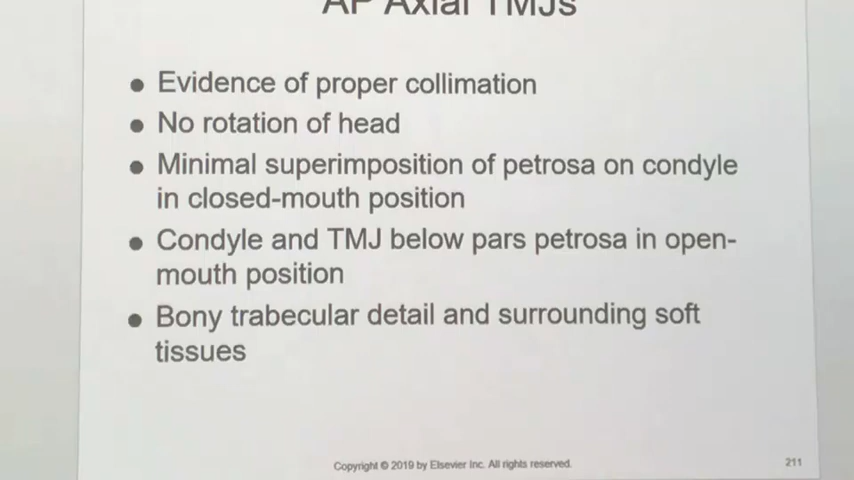 AP Axial TMJs
● Evidence of proper collimation
● No rotation of head
● Minimal superimposition of petrosa on condyle
in closed-mouth position
● Condyle and TMJ below pars petrosa in open-
mouth position
● Bony trabecular detail and surrounding soft
tissues
Copyright © 2019 by Elsevier Inc. All rights reserved.
211